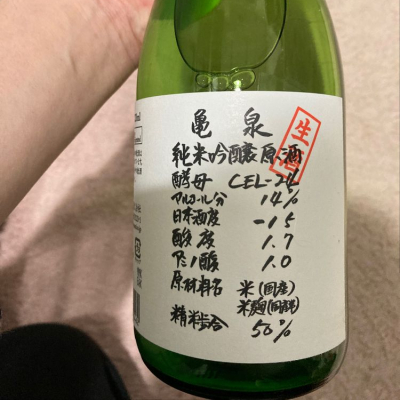 亀泉
生酒
純米吟醸原酒
酵母 CEL-24
アルコール分 14%
日本酒度 -15
酸度 1.7
アミノ酸 1.0
原材料名 米(国産)
米麹(国産米)
精米歩合 50%